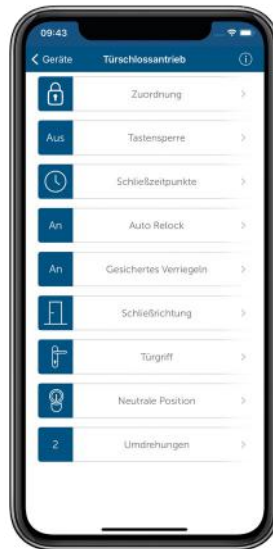 09:43
Geräte Türschlossantrieb
Zuordnung
Aus Tastensperre
Schließzeitpunkte
An Auto Relock
An Gesichertes Verriegeln
Schließrichtung
Türgriff
Neutrale Position
2 Umdrehungen